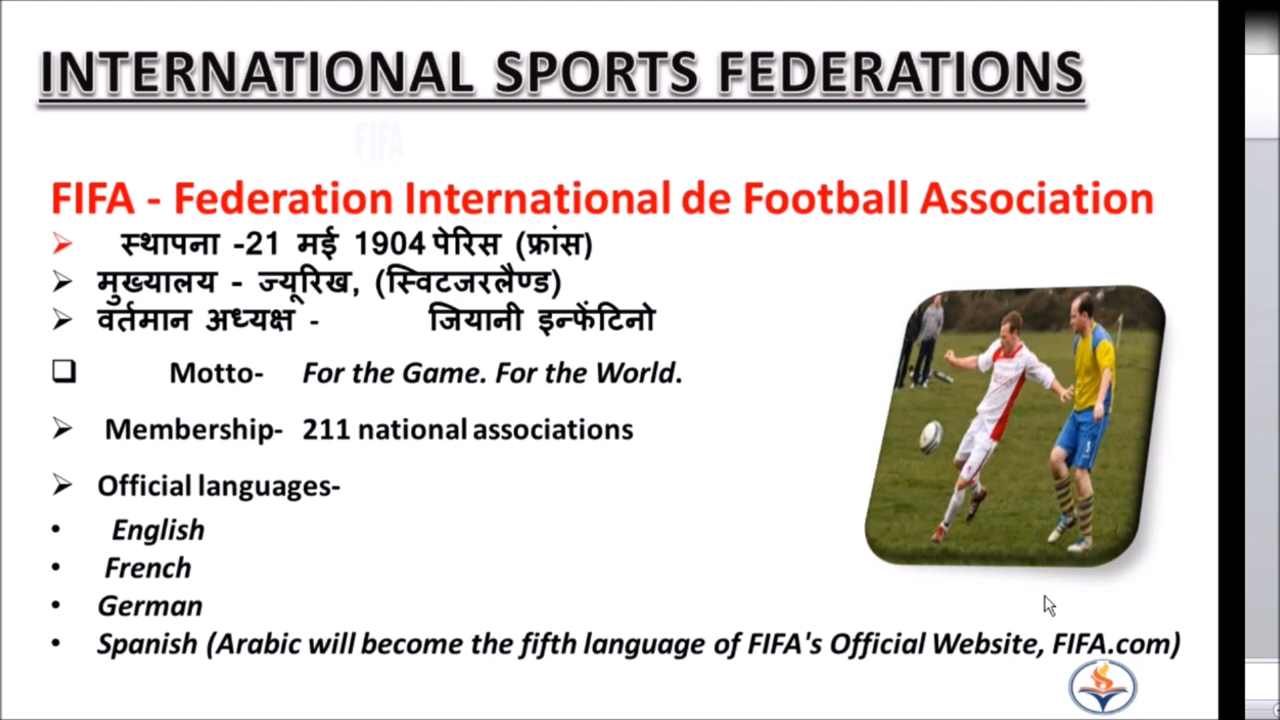 INTERNATIONAL SPORTS FEDERATIONS
FIFA
FIFA - Federation International de Football Association
स्थापना -21 मई 1904 पेरिस (फ्रांस)
मुख्यालय - ज्यूरिख, (स्विटजरलैण्ड)
वर्तमान अध्यक्ष - जियानी इन्फेंटिनो
Motto- For the Game. For the World.
Membership- 211 national associations
Official languages-
English
French
German
Spanish (Arabic will become the fifth language of FIFA's Official Website, FIFA.com)